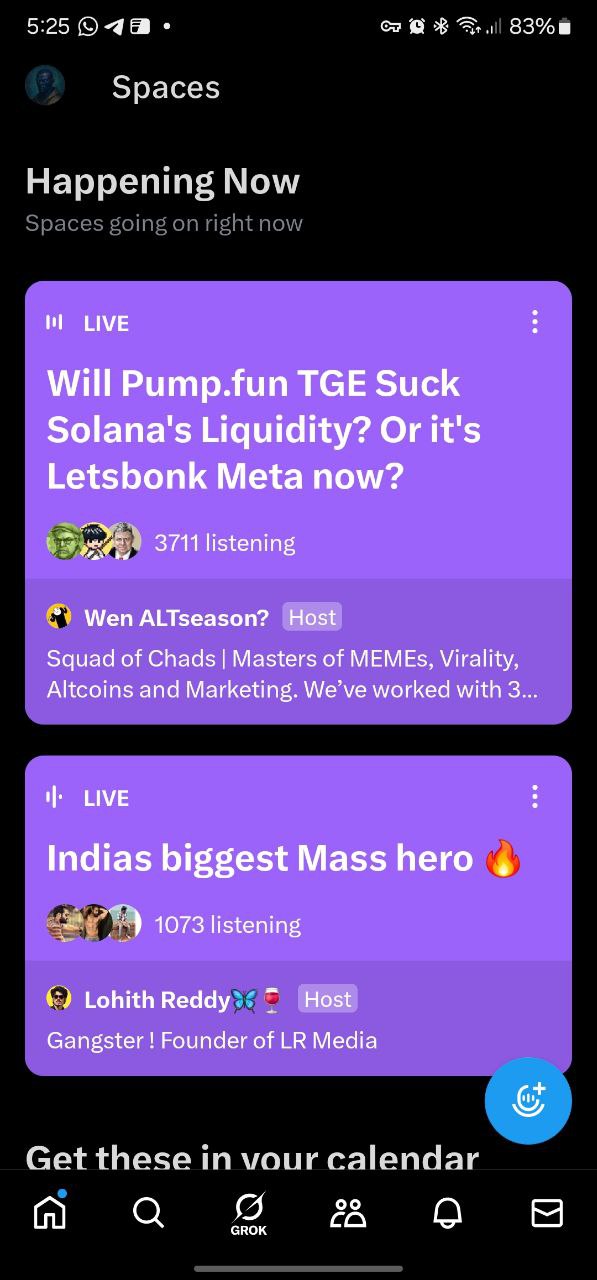 5:25
83%
Spaces
Happening Now
Spaces going on right now
LIVE
Will Pump.fun TGE Suck
Solana's Liquidity? Or it's
Letsbonk Meta now?
3711 listening
Wen ALTseason? Host
Squad of Chads | Masters of MEMEs, Virality,
Altcoins and Marketing. We’ve worked with 3...
LIVE
Indias biggest Mass hero 🔥
1073 listening
Lohith Reddy🦋🍷 Host
Gangster ! Founder of LR Media
Get these in your calendar
GROK